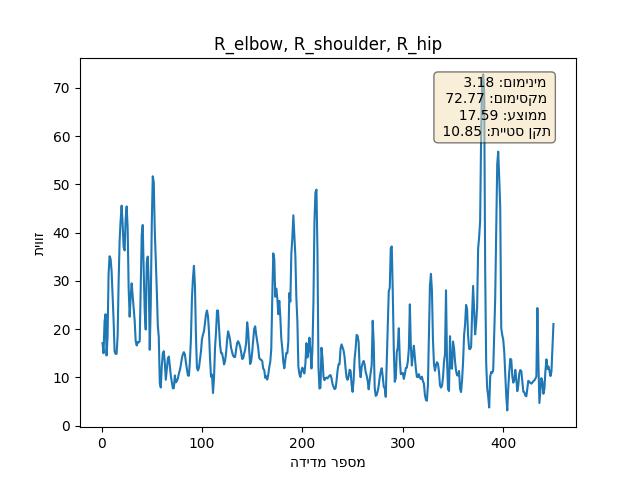 R_elbow, R_shoulder, R_hip
מינימום: 3.18
מקסימום: 72.77
ממוצע: 17.59
תקן סטיית: 10.85
זווית
70
60
50
40
30
20
10
0
0 100 200 300 400
מספר מדידה